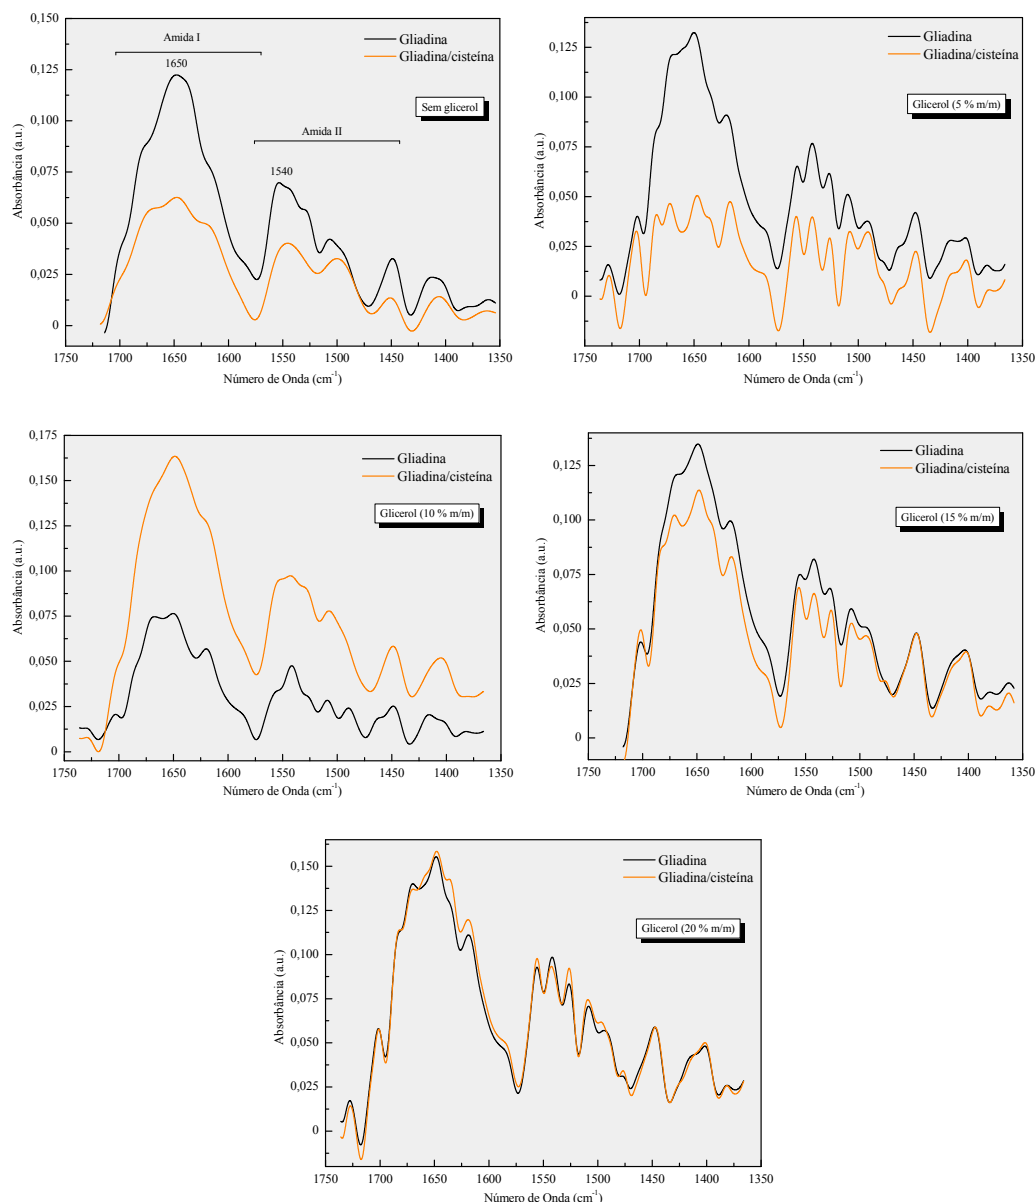 0,150
0,125
0,100
0,075
0,050
0,025
0
Absorbância (a.u.)
Amida I
1650
Amida II
1540
Gliadina
Gliadina/cisteína
Sem glicerol
1750 1700 1650 1600 1550 1500 1450 1400 1350
Número de Onda (cm⁻¹)
0,125
0,100
0,075
0,050
0,025
0
Absorbância (a.u.)
Gliadina
Gliadina/cisteína
Glicerol (5 % m/m)
1750 1700 1650 1600 1550 1500 1450 1400 1350
Número de Onda (cm⁻¹)
0,175
0,150
0,125
0,100
0,075
0,050
0,025
0
Absorbância (a.u.)
Gliadina
Gliadina/cisteína
Glicerol (10 % m/m)
1750 1700 1650 1600 1550 1500 1450 1400 1350
Número de Onda (cm⁻¹)
0,125
0,100
0,075
0,050
0,025
0
Absorbância (a.u.)
Gliadina
Gliadina/cisteína
Glicerol (15 % m/m)
1750 1700 1650 1600 1550 1500 1450 1400 1350
Número de Onda (cm⁻¹)
0,150
0,125
0,100
0,075
0,050
0,025
0
Absorbância (a.u.)
Gliadina
Gliadina/cisteína
Glicerol (20 % m/m)
1750 1700 1650 1600 1550 1500 1450 1400 1350
Número de Onda (cm⁻¹)